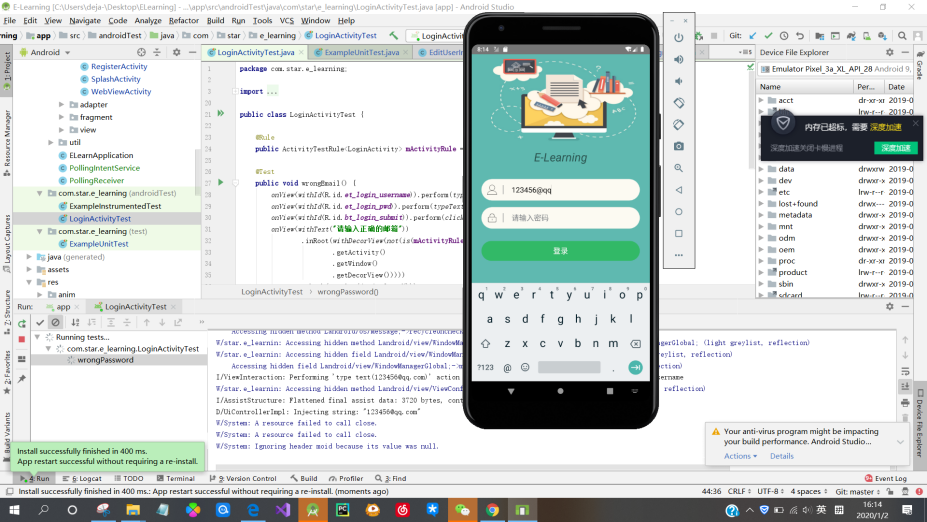 E-Learning [C:\Users\deja-\Desktop\ELearning] - ...\app\src\androidTest\java\com\star\e_learning\LoginActivityTest.java [app] - Android Studio
File Edit View Navigate Code Analyze Refactor Build Run Tools VCS Window Help
rning app src androidTest java com star e_learning LoginActivityTest LoginActivit
Android
LoginActivityTest.java ExampleUnitTest.java EditUserIn
Device File Explorer
Emulator Pixel_3a_XL_API_28 Android 9,
Name Per... Date
RegisterActivity
SplashActivity
WebViewActivity
adapter
fragment
view
util
ELearnApplication
PollingIntentService
PollingReceiver
com.star.e_learning (androidTest)
ExampleInstrumentedTest
LoginActivityTest
com.star.e_learning (test)
ExampleUnitTest
java (generated)
assets
res
anim
package com.star.e_learning;
import ...
public class LoginActivityTest {
@Rule
public ActivityTestRule<LoginActivity> mActivityRule =
@Test
public void wrongEmail() {
onView(withId(R.id.et_login_username)).perform(type
onView(withId(R.id.et_login_pwd)).perform(typeText
onView(withId(R.id.bt_login_submit)).perform(click
onView(withText("请输入正确的邮箱"))
.inRoot(withDecorView(not(is(mActivityR
.getActivity()
.getWindow()
.getDecorView()))))
LoginActivityTest > wrongPassword()
8:14
E-Learning
123456@qq
请输入密码
登录
q w e r t y u i o p
a s d f g h j k l
z x c v b n m
?123 @ .
acct dr-xr-xr 2019-0
data drwxrw 2019-0
dev drwxr-x 2019-0
etc lrw-r--r 2019-0
lost+found drwx--- 2019-0
metadata drwxr-x 2019-0
mnt drwxr-x 2019-0
odm drwxr-x 2019-0
oem drwxr-x 2019-0
proc dr-xr-xr 2019-0
product lrw-r--r 2019-0
sbin drwxr-x 2019-0
sdcard lrw-r--r 2019-0
内存已超标，需要 深度加速
深度加速关闭卡慢进程 深度加速
Run: app LoginActivityTest
Running tests...
com.star.e_learning.LoginActivityTest
wrongPassword
Accessing hidden method Landroid/os/Message;->recycleUnchecke
W/star.e_learnin: Accessing hidden method Landroid/view/WindowMan agerGlobal; (light greylist, reflection)
W/star.e_learnin: Accessing hidden field Landroid/view/WindowMana list, reflection)
Accessing hidden field Landroid/view/WindowManagerGlobal;->m reflection)
I/ViewInteraction: Performing 'type text(123456@qq.com)' action sername
W/star.e_learnin: Accessing hidden method Landroid/view/ViewConf reflection)
I/AssistStructure: Flattened final assist data: 3720 bytes, cont
D/UiControllerImpl: Injecting string: "123456@qq.com"
W/System: A resource failed to call close.
W/System: A resource failed to call close.
W/System: Ignoring header moid because its value was null.
Install successfully finished in 400 ms.
App restart successful without requiring a re-install.
Your anti-virus program might be impacting
your build performance. Android Studio...
Actions Details
4: Run 6: Logcat TODO Terminal 9: Version Control Build Profiler 3: Find Event Log
Install successfully finished in 400 ms.: App restart successful without requiring a re-install. (moments ago) 44:36 CRLF UTF-8 4 spaces Git: master
英 16:14
2020/1/2
1: Project
Resource Manager
Layout Captures
7: Structure
2: Favorites
Build Variants
Gradle
Device File Explorer